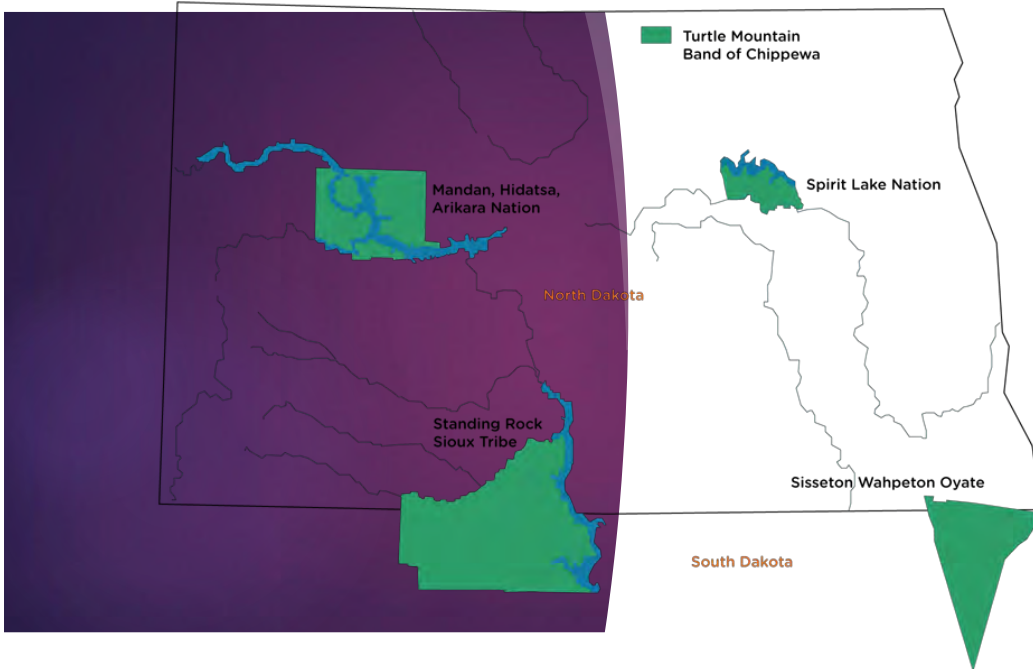 Turtle Mountain
Band of Chippewa
Mandan, Hidatsa,
Arikara Nation
Spirit Lake Nation
North Dakota
Standing Rock
Sioux Tribe
Sisseton Wahpeton Oyate
South Dakota